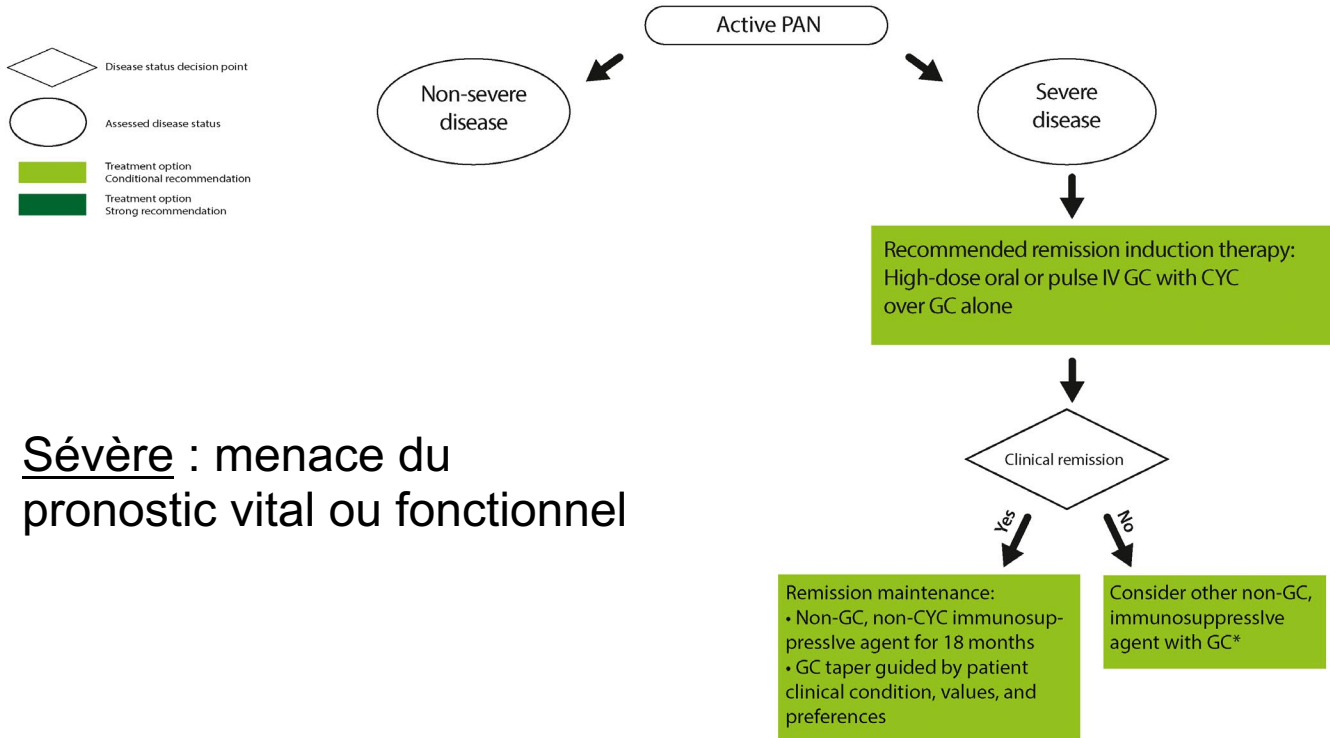 Active PAN
Disease status decision point
Assessed disease status
Treatment option
Conditional recommendation
Treatment option
Strong recommendation
Non-severe
disease
Severe
disease
Recommended remission induction therapy:
High-dose oral or pulse IV GC with CYC
over GC alone
Sévère : menace du
pronostic vital ou fonctionnel
Clinical remission
Yes
No
Remission maintenance:
• Non-GC, non-CYC immunosup-
pressIve agent for 18 months
• GC taper guided by patient
clinical condition, values, and
preferences
Consider other non-GC,
immunosuppressIve
agent with GC*